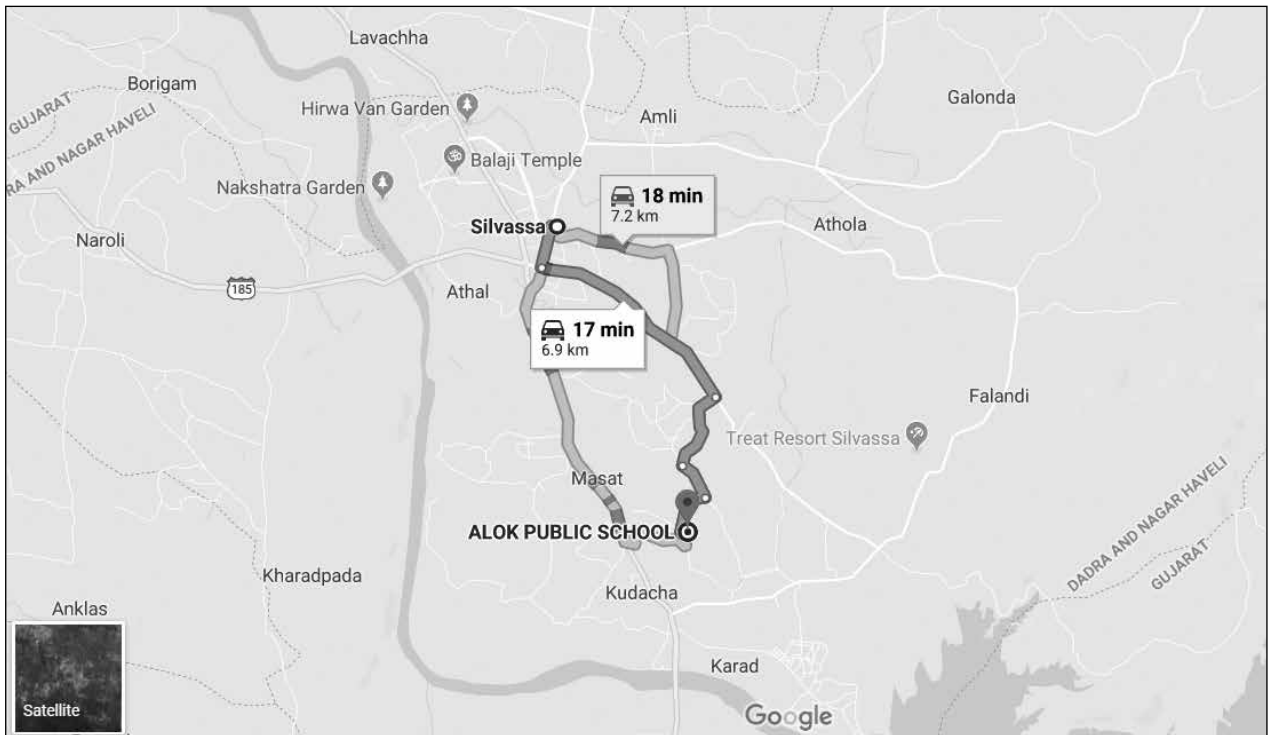 Lavachha
Borigam
Galonda
GUJARAT
RA AND NAGAR HAVELI
Hirwa Van Garden
Amli
Balaji Temple
Nakshatra Garden
18 min
7.2 km
Silvassa
Athola
Naroli
185
Athal
17 min
6.9 km
Falandi
Treat Resort Silvassa
Masat
ALOK PUBLIC SCHOOL
DADRA AND NAGAR HAVELI
GUJARAT
Kharadpada
Kudacha
Anklas
Karad
Satellite
Google